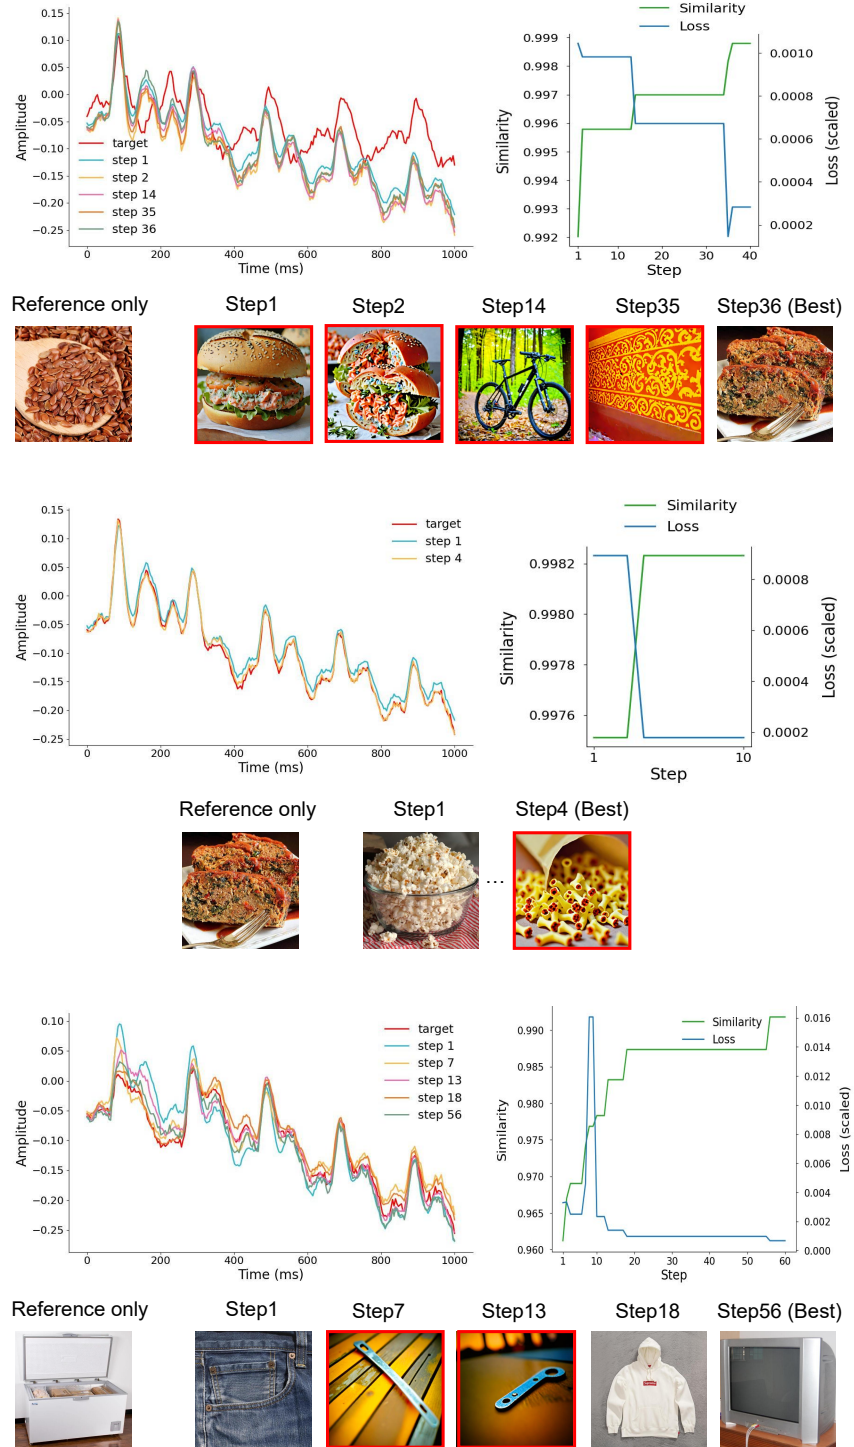 Similarity
Loss
0.15
0.10
0.05
0.00
−0.05
−0.10
−0.15
−0.20
−0.25
Amplitude
target
step 1
step 2
step 14
step 35
step 36
0 200 400 600 800 1000
Time (ms)
0.999
0.998
0.997
0.996
0.995
0.994
0.993
0.992
Similarity
0.0010
0.0008
0.0006
0.0004
0.0002
Loss (scaled)
1 10 20 30 40
Step
Reference only Step1 Step2 Step14 Step35 Step36 (Best)
0.15
0.10
0.05
0.00
−0.05
−0.10
−0.15
−0.20
−0.25
Amplitude
target
step 1
step 4
0 200 400 600 800 1000
Time (ms)
Similarity
Loss
0.9982
0.9980
0.9978
0.9976
Similarity
0.0008
0.0006
0.0004
0.0002
Loss (scaled)
1 10
Step
Reference only Step1 Step4 (Best)
...
0.10
0.05
0.00
−0.05
−0.10
−0.15
−0.20
−0.25
Amplitude
target
step 1
step 7
step 13
step 18
step 56
0 200 400 600 800 1000
Time (ms)
Similarity
Loss
0.990
0.985
0.980
0.975
0.970
0.965
0.960
Similarity
0.016
0.014
0.012
0.010
0.008
0.006
0.004
0.002
0.000
Loss (scaled)
1 10 20 30 40 50 60
Step
Reference only Step1 Step7 Step13 Step18 Step56 (Best)